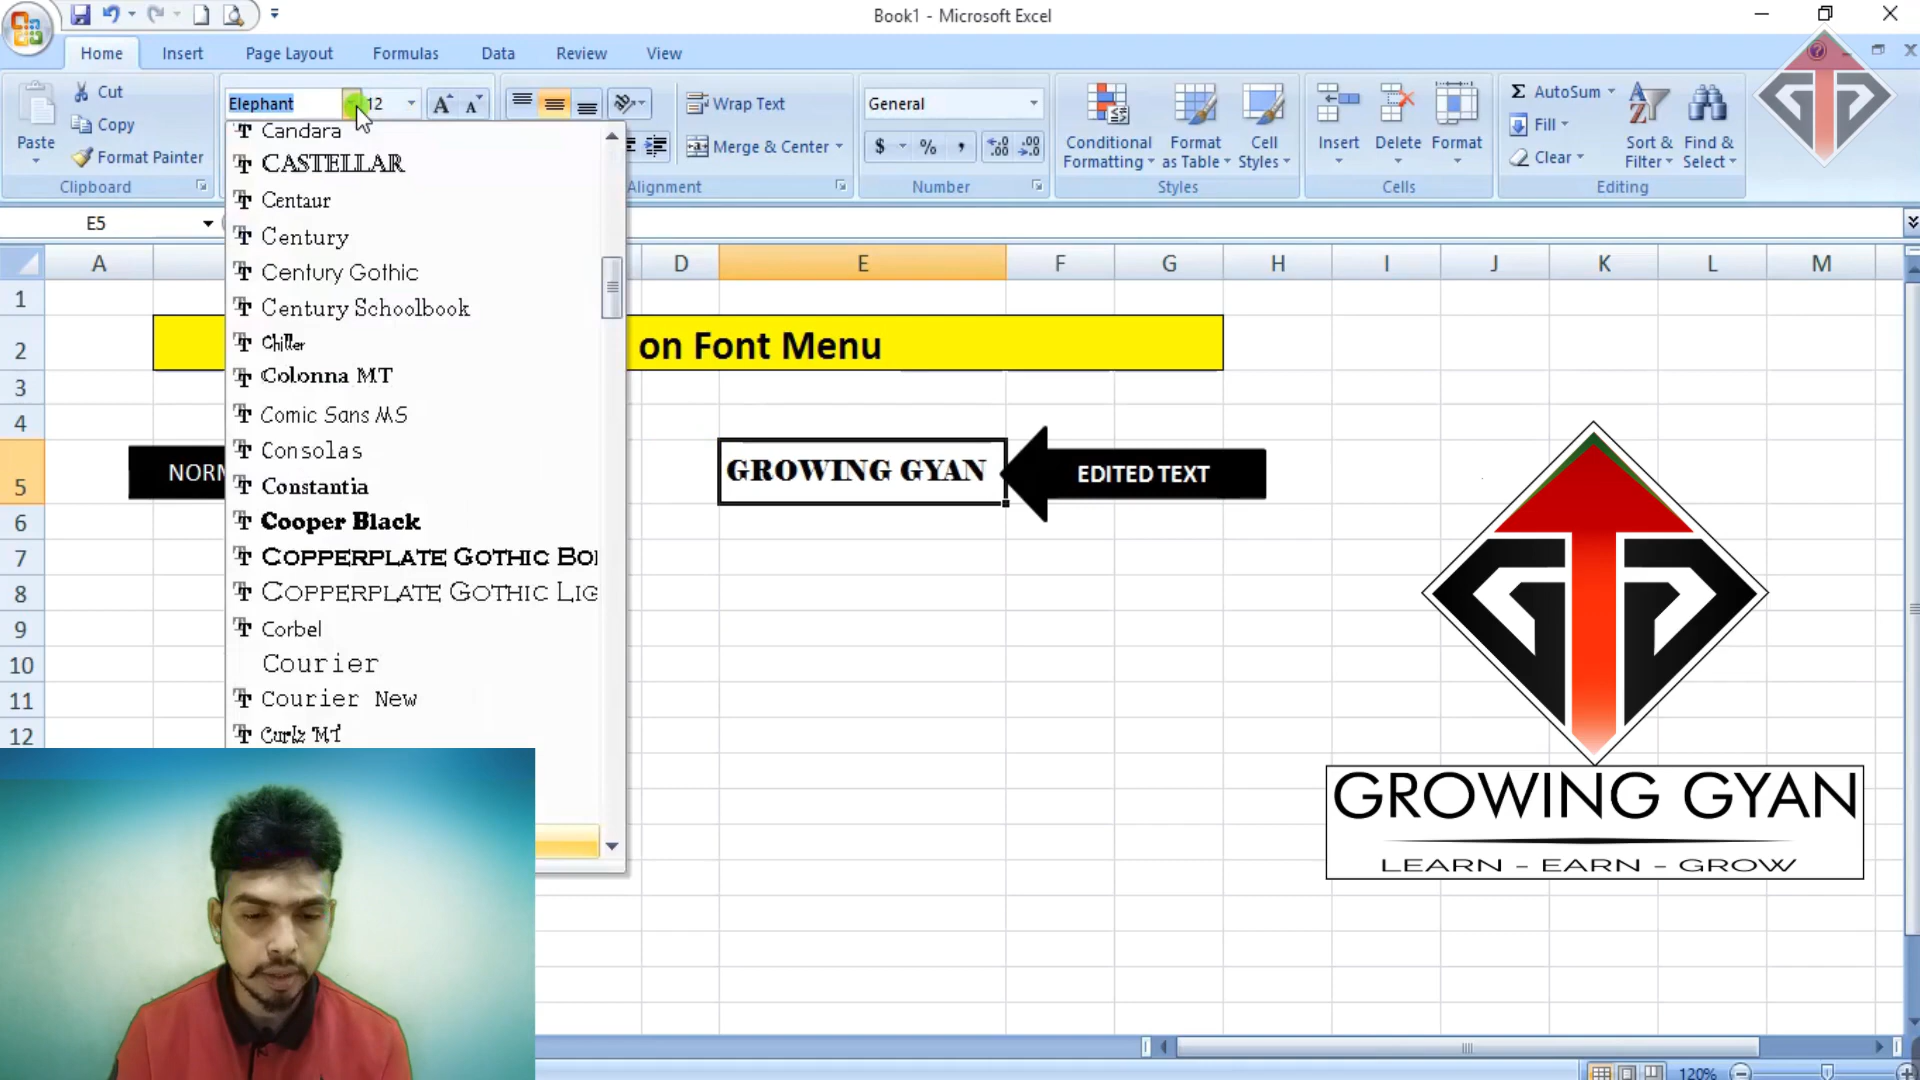 Book1 - Microsoft Excel
Home Insert Page Layout Formulas Data Review View
Cut
Copy
Format Painter
Paste
Clipboard
Elephant 12
Wrap Text
Merge & Center
Alignment
General
$ % ,
Number
Conditional Formatting
Format as Table
Cell Styles
Styles
Insert Delete Format
Cells
Σ AutoSum
Fill
Clear
Sort & Filter
Find & Select
Editing
E5
Candara
CASTELLAR
Centaur
Century
Century Gothic
Century Schoolbook
Chiller
Colonna MT
Comic Sans MS
Consolas
Constantia
Cooper Black
Copperplate Gothic Bol
Copperplate Gothic Lig
Corbel
Courier
Courier New
Curlz MT
A D E F G H I J K L M
1
2 on Font Menu
3
4
5 NORM GROWING GYAN EDITED TEXT
6
7
8
9
10
11
12
GROWING GYAN
LEARN - EARN - GROW
120%